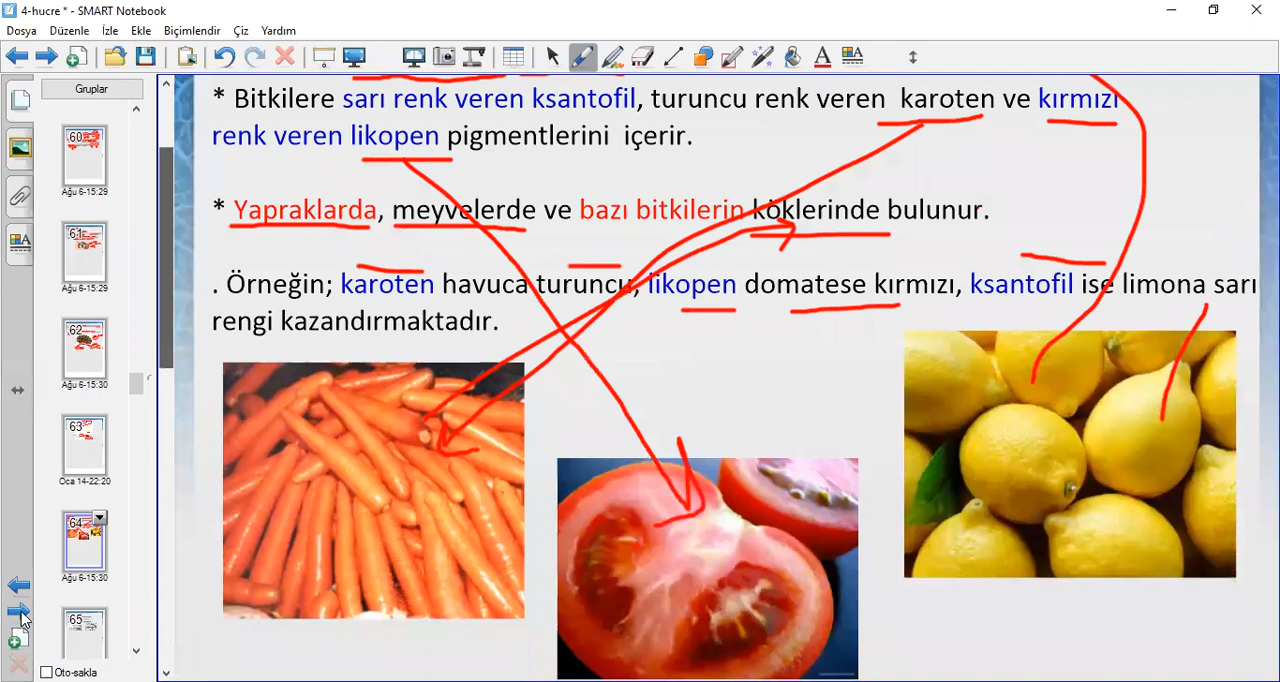 4-hucre * - SMART Notebook
Dosya Düzenle İzle Ekle Biçimlendir Çiz Yardım
Gruplar
60
Ağu 6-15:29
61
Ağu 6-15:29
62
Ağu 6-15:30
63
Oca 14-22:20
64
Ağu 6-15:30
65
Oto-sakla
* Bitkilere sarı renk veren ksantofil, turuncu renk veren karoten ve kırmızı
renk veren likopen pigmentlerini içerir.
* Yapraklarda, meyvelerde ve bazı bitkilerin köklerinde bulunur.
. Örneğin; karoten havuca turuncu, likopen domatese kırmızı, ksantofil ise limona sarı
rengi kazandırmaktadır.